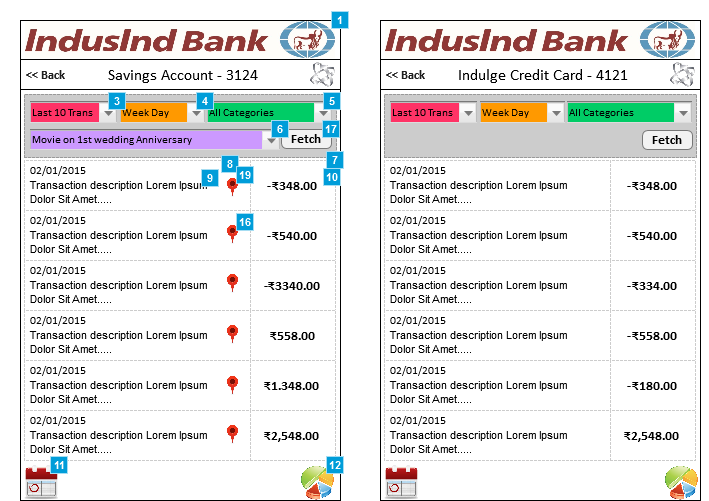 IndusInd Bank
1
<< Back
Savings Account - 3124
Last 10 Trans
3
Week Day
4
All Categories
5
Movie on 1st wedding Anniversary
6
Fetch
17
7
8
02/01/2015
Transaction description Lorem Ipsum
Dolor Sit Amet.....
9
19
-₹348.00
10
02/01/2015
Transaction description Lorem Ipsum
Dolor Sit Amet.....
16
-₹540.00
02/01/2015
Transaction description Lorem Ipsum
Dolor Sit Amet.....
-₹3340.00
02/01/2015
Transaction description Lorem Ipsum
Dolor Sit Amet.....
₹558.00
02/01/2015
Transaction description Lorem Ipsum
Dolor Sit Amet.....
₹1.348.00
02/01/2015
Transaction description Lorem Ipsum
Dolor Sit Amet.....
₹2,548.00
11
12
IndusInd Bank
<< Back
Indulge Credit Card - 4121
Last 10 Trans
Week Day
All Categories
Fetch
02/01/2015
Transaction description Lorem Ipsum
Dolor Sit Amet.....
-₹348.00
02/01/2015
Transaction description Lorem Ipsum
Dolor Sit Amet.....
-₹540.00
02/01/2015
Transaction description Lorem Ipsum
Dolor Sit Amet.....
-₹334.00
02/01/2015
Transaction description Lorem Ipsum
Dolor Sit Amet.....
-₹558.00
02/01/2015
Transaction description Lorem Ipsum
Dolor Sit Amet.....
-₹180.00
02/01/2015
Transaction description Lorem Ipsum
Dolor Sit Amet.....
₹2,548.00